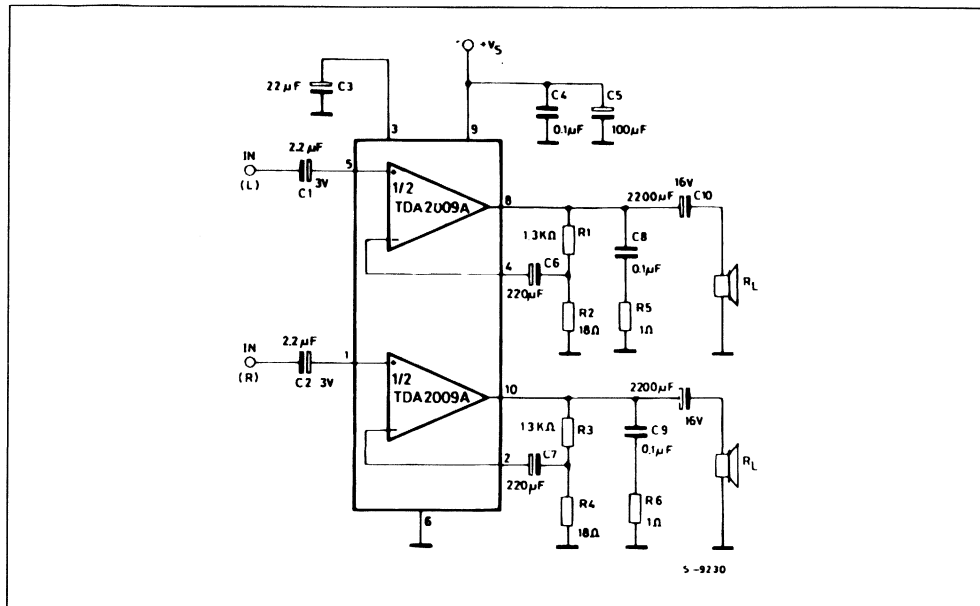 +VS
22µF
C3
C4
C5
0.1µF
100µF
3
9
2.2µF
IN
(L)
5
3V
C1
1/2
TDA2009A
+
−
8
16V
2200µF
C10
R1
1.3KΩ
C8
0.1µF
4
C6
220µF
R2
18Ω
R5
1Ω
RL
2.2µF
IN
(R)
1
C2 3V
1/2
TDA2009A
+
−
10
2200µF
16V
R3
1.3KΩ
C9
0.1µF
2
C7
220µF
R4
18Ω
R6
1Ω
RL
6
S-9230